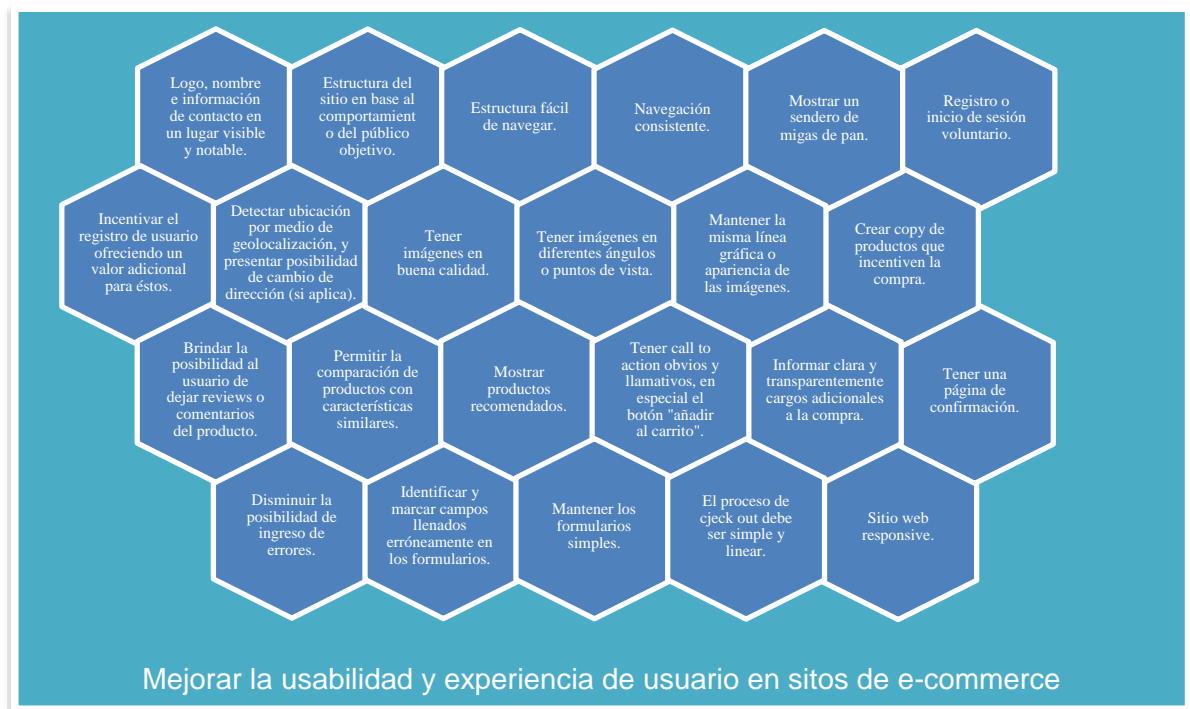 Logo, nombre
e información
de contacto en
un lugar visible
y notable.
Estructura del
sitio en base al
comportamient
o del público
objetivo.
Estructura fácil
de navegar.
Navegación
consistente.
Mostrar un
sendero de
migas de pan.
Registro o
inicio de sesión
voluntario.
Incentivar el
registro de usuario
ofreciendo un
valor adicional
para éstos.
Detectar ubicación
por medio de
geolocalización, y
presentar posibilidad
de cambio de
dirección (si aplica).
Tener
imágenes en
buena calidad.
Tener imágenes en
diferentes ángulos
o puntos de vista.
Mantener la
misma línea
gráfica o
apariencia de
las imágenes.
Crear copy de
productos que
incentiven la
compra.
Brindar la
posibilidad al
usuario de
dejar reviews o
comentarios
del producto.
Permitir la
comparación de
productos con
características
similares.
Mostrar
productos
recomendados.
Tener call to
action obvios y
llamativos, en
especial el
botón "añadir
al carrito".
Informar clara y
transparentemente
cargos adicionales
a la compra.
Tener una
página de
confirmación.
Disminuir la
posibilidad de
ingreso de
errores.
Identificar y
marcar campos
llenados
erróneamente en
los formularios.
Mantener los
formularios
simples.
El proceso de
cjeck out debe
ser simple y
linear.
Sitio web
responsive.
Mejorar la usabilidad y experiencia de usuario en sitos de e-commerce